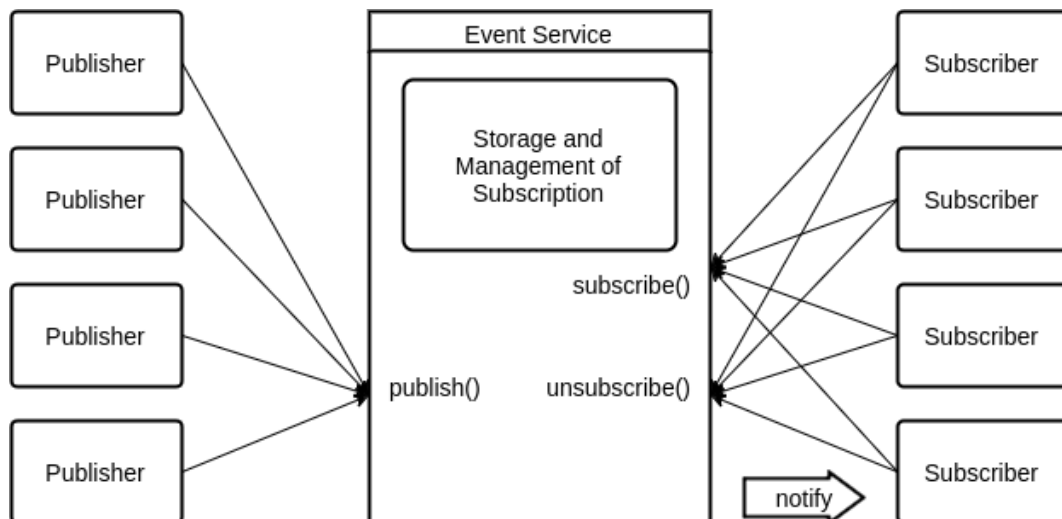 Event Service
Publisher
Subscriber
Storage and
Management of
Subscription
Publisher
Subscriber
subscribe()
Publisher
Subscriber
publish()
unsubscribe()
Publisher
Subscriber
notify